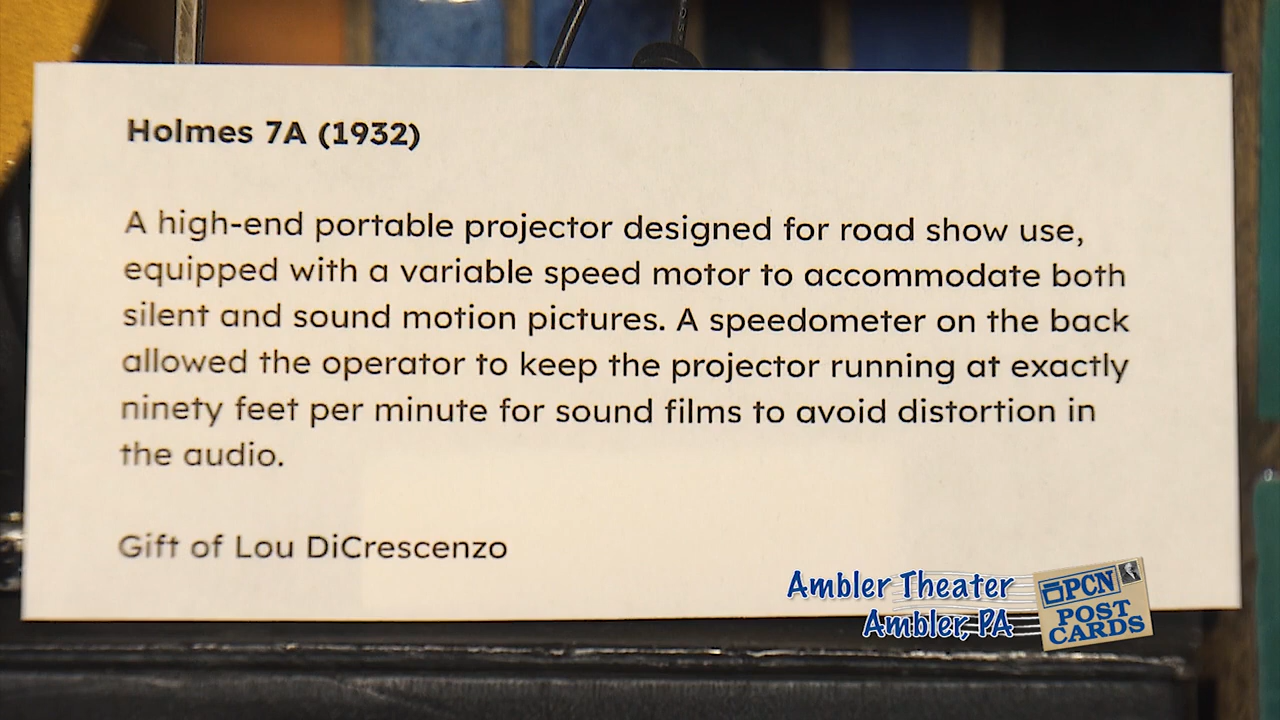 Holmes 7A (1932)
A high-end portable projector designed for road show use,
equipped with a variable speed motor to accommodate both
silent and sound motion pictures. A speedometer on the back
allowed the operator to keep the projector running at exactly
ninety feet per minute for sound films to avoid distortion in
the audio.
Gift of Lou DiCrescenzo
Ambler Theater
Ambler, PA
PCN
POST
CARDS